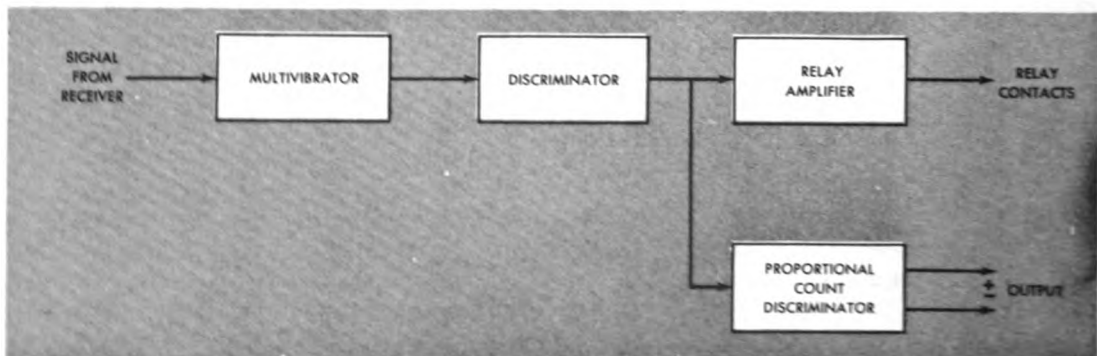 SIGNAL
FROM
RECEIVER
MULTIVIBRATOR
DISCRIMINATOR
RELAY
AMPLIFIER
RELAY
CONTACTS
PROPORTIONAL
COUNT
DISCRIMINATOR
±
OUTPUT